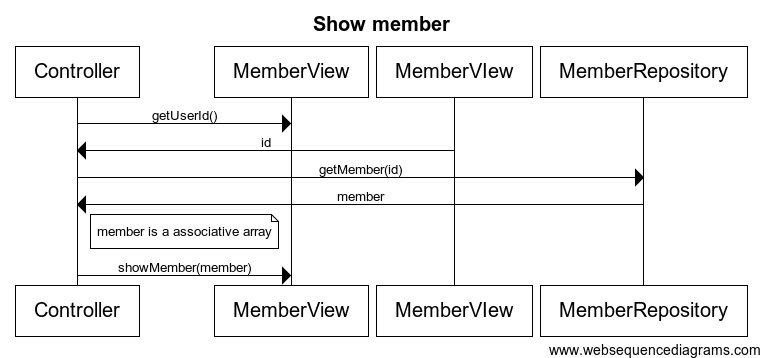 Show member
Controller
MemberView
MemberVIew
MemberRepository
getUserId()
id
getMember(id)
member
member is a associative array
showMember(member)
Controller
MemberView
MemberVIew
MemberRepository
www.websequencediagrams.com